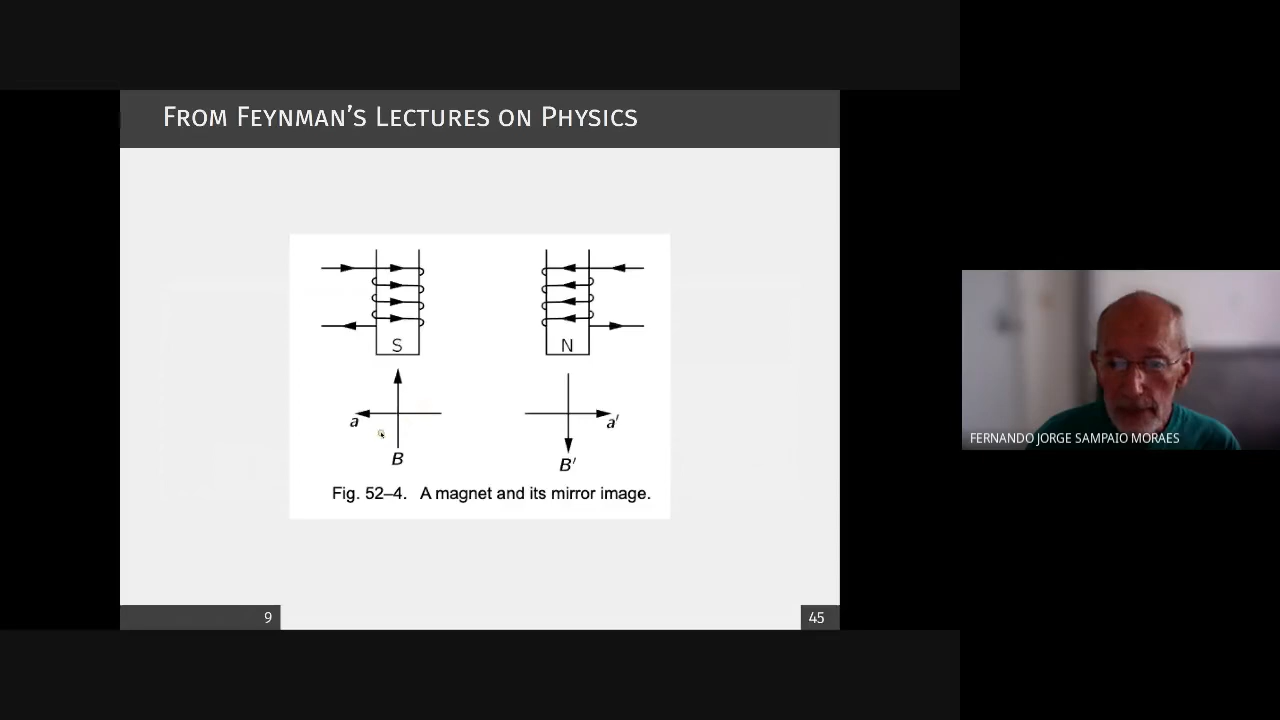 FROM FEYNMAN'S LECTURES ON PHYSICS
S
N
a
B
a′
B′
Fig. 52–4. A magnet and its mirror image.
FERNANDO JORGE SAMPAIO MORAES
9
45